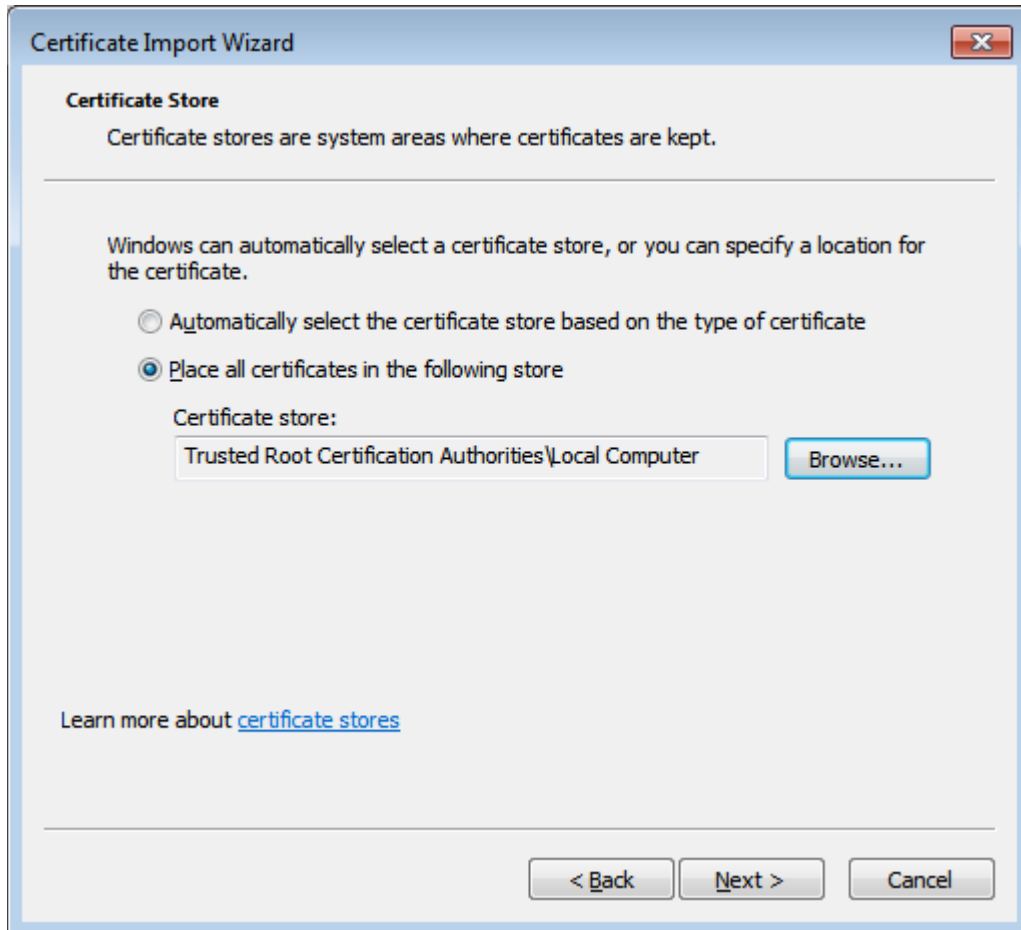 Certificate Import Wizard
Certificate Store
Certificate stores are system areas where certificates are kept.
Windows can automatically select a certificate store, or you can specify a location for
the certificate.
Automatically select the certificate store based on the type of certificate
Place all certificates in the following store
Certificate store:
Trusted Root Certification Authorities\Local Computer
Browse...
Learn more about certificate stores
< Back
Next >
Cancel